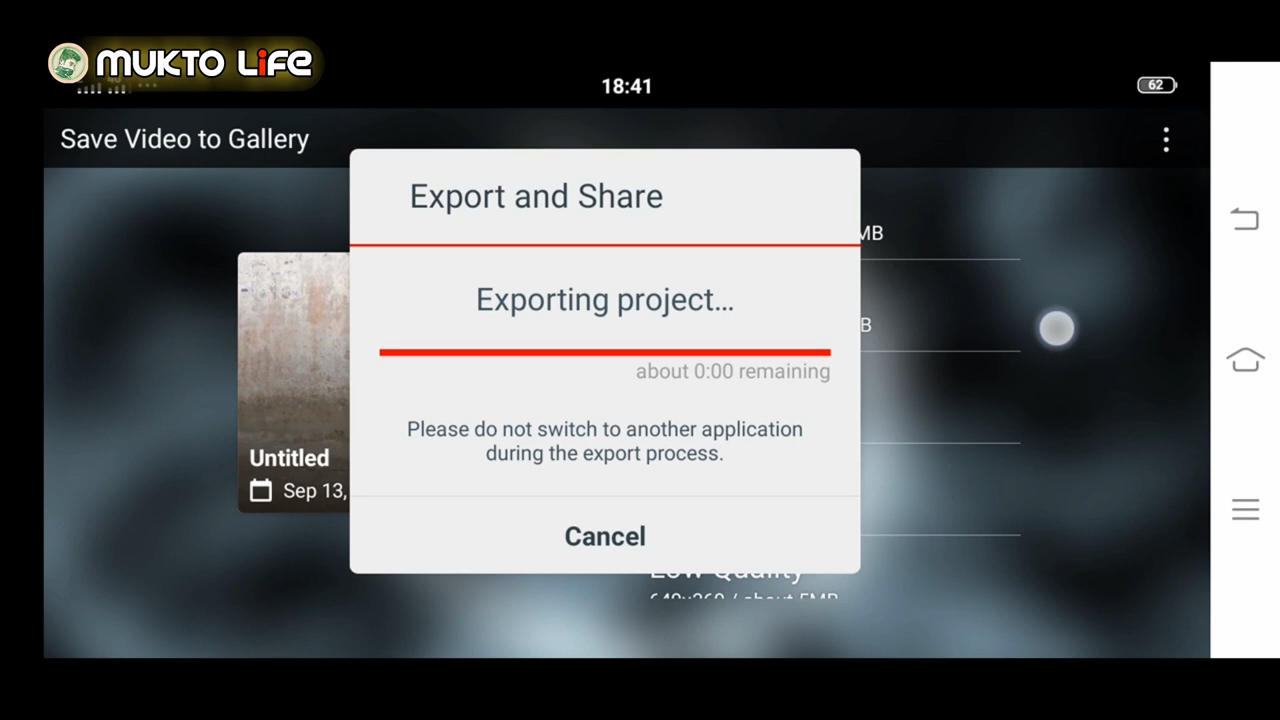 MUKTO LiFE
18:41
62
Save Video to Gallery
Export and Share
MB
Exporting project...
B
about 0:00 remaining
Please do not switch to another application
during the export process.
Untitled
Sep 13,
Cancel
Low Quality